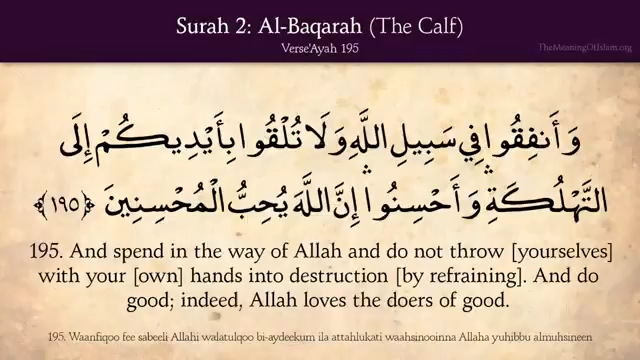 Surah 2: Al-Baqarah (The Calf)
Verse'Ayah 195
TheMeaningOfIslam.org
وَأَنفِقُوا فِي سَبِيلِ اللَّهِ وَلَا تُلْقُوا بِأَيْدِيكُمْ إِلَى
التَّهْلُكَةِ ۛ وَأَحْسِنُوا ۛ إِنَّ اللَّهَ يُحِبُّ الْمُحْسِنِينَ ﴿١٩٥﴾
195. And spend in the way of Allah and do not throw [yourselves]
with your [own] hands into destruction [by refraining]. And do
good; indeed, Allah loves the doers of good.
195. Waanfiqoo fee sabeeli Allahi walatulqoo bi-aydeekum ila attahlukati waahsinooinna Allaha yuhibbu almuhsineen